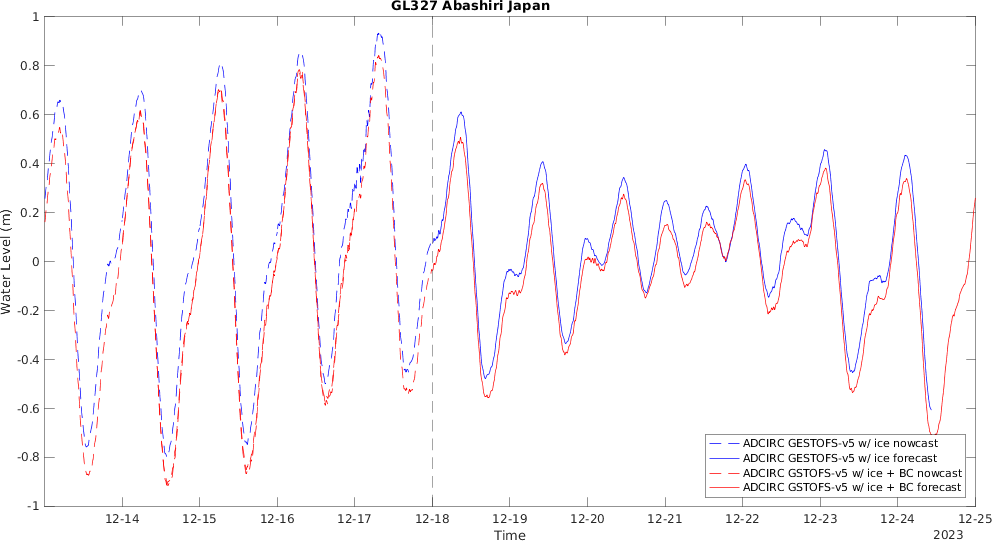 GL327 Abashiri Japan
1
0.8
0.6
0.4
0.2
0
-0.2
-0.4
-0.6
-0.8
-1
Water Level (m)
12-14 12-15 12-16 12-17 12-18 12-19 12-20 12-21 12-22 12-23 12-24 12-25
Time
2023
ADCIRC GESTOFS-v5 w/ ice nowcast
ADCIRC GESTOFS-v5 w/ ice forecast
ADCIRC GSTOFS-v5 w/ ice + BC nowcast
ADCIRC GSTOFS-v5 w/ ice + BC forecast